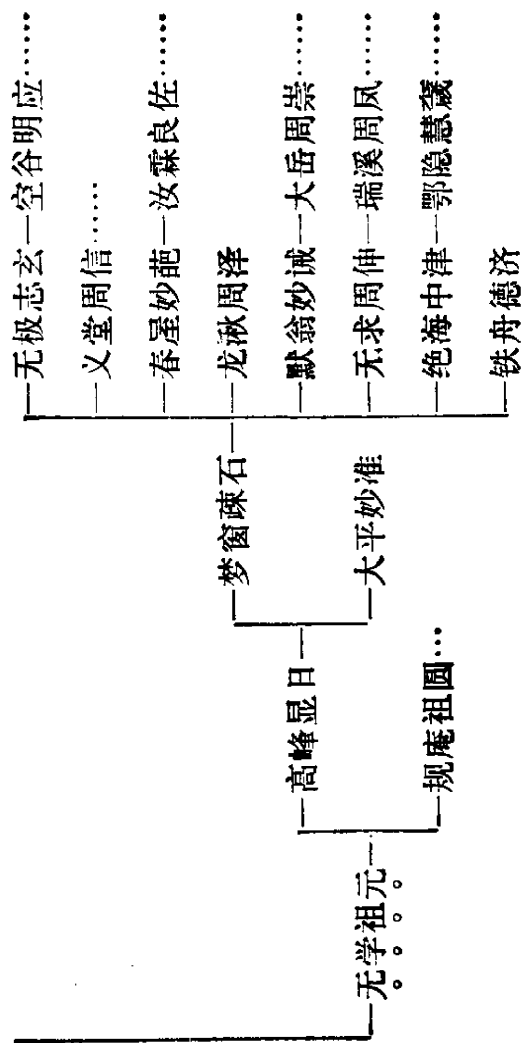 无极志玄—空谷明应……
义堂周信……
春屋妙葩—汝霖良佐……
梦窗疎石—龙湫周泽
高峰显日—默翁妙诫—大岳周崇……
无学祖元—大平妙准—无求周伸—瑞溪周凤……
规庵祖圆…—绝海中津—鄂隐慧奯……
铁舟德济